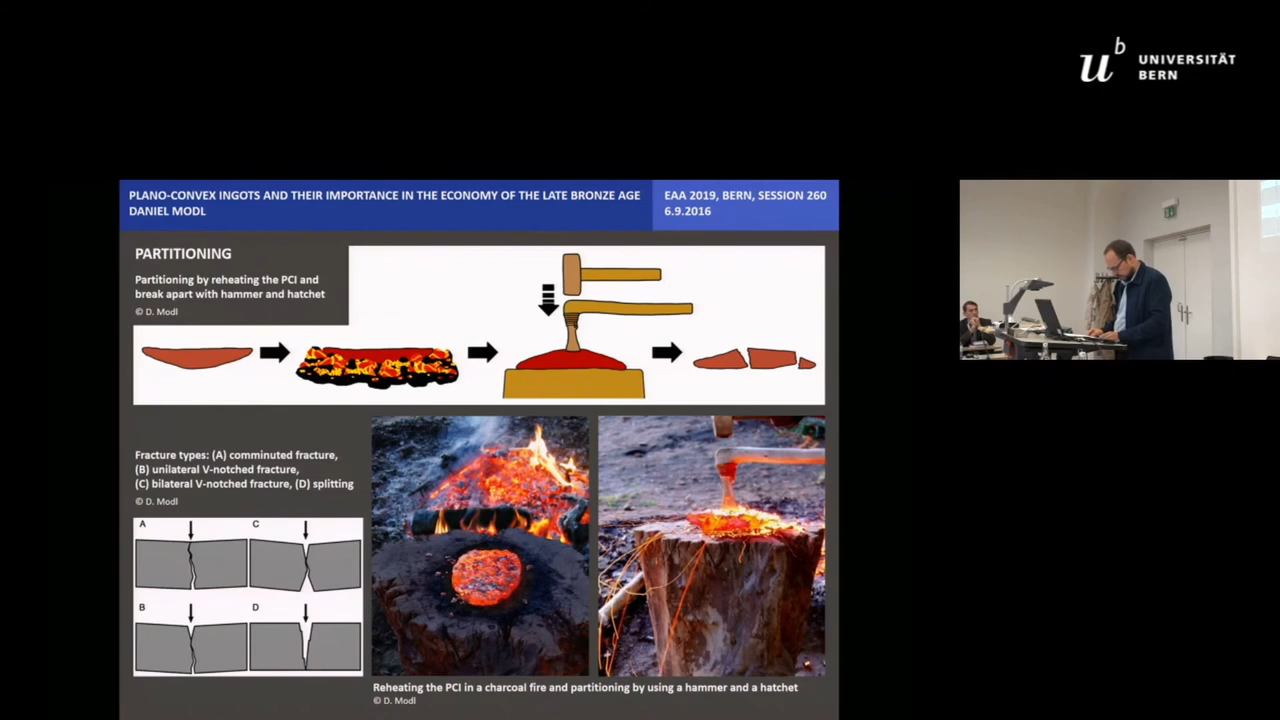 u b UNIVERSITÄT
BERN
PLANO-CONVEX INGOTS AND THEIR IMPORTANCE IN THE ECONOMY OF THE LATE BRONZE AGE
DANIEL MODL
EAA 2019, BERN, SESSION 260
6.9.2016
PARTITIONING
Partitioning by reheating the PCI and
break apart with hammer and hatchet
© D. Modl
Fracture types: (A) comminuted fracture,
(B) unilateral V-notched fracture,
(C) bilateral V-notched fracture, (D) splitting
© D. Modl
A
C
B
D
Reheating the PCI in a charcoal fire and partitioning by using a hammer and a hatchet
© D. Modl